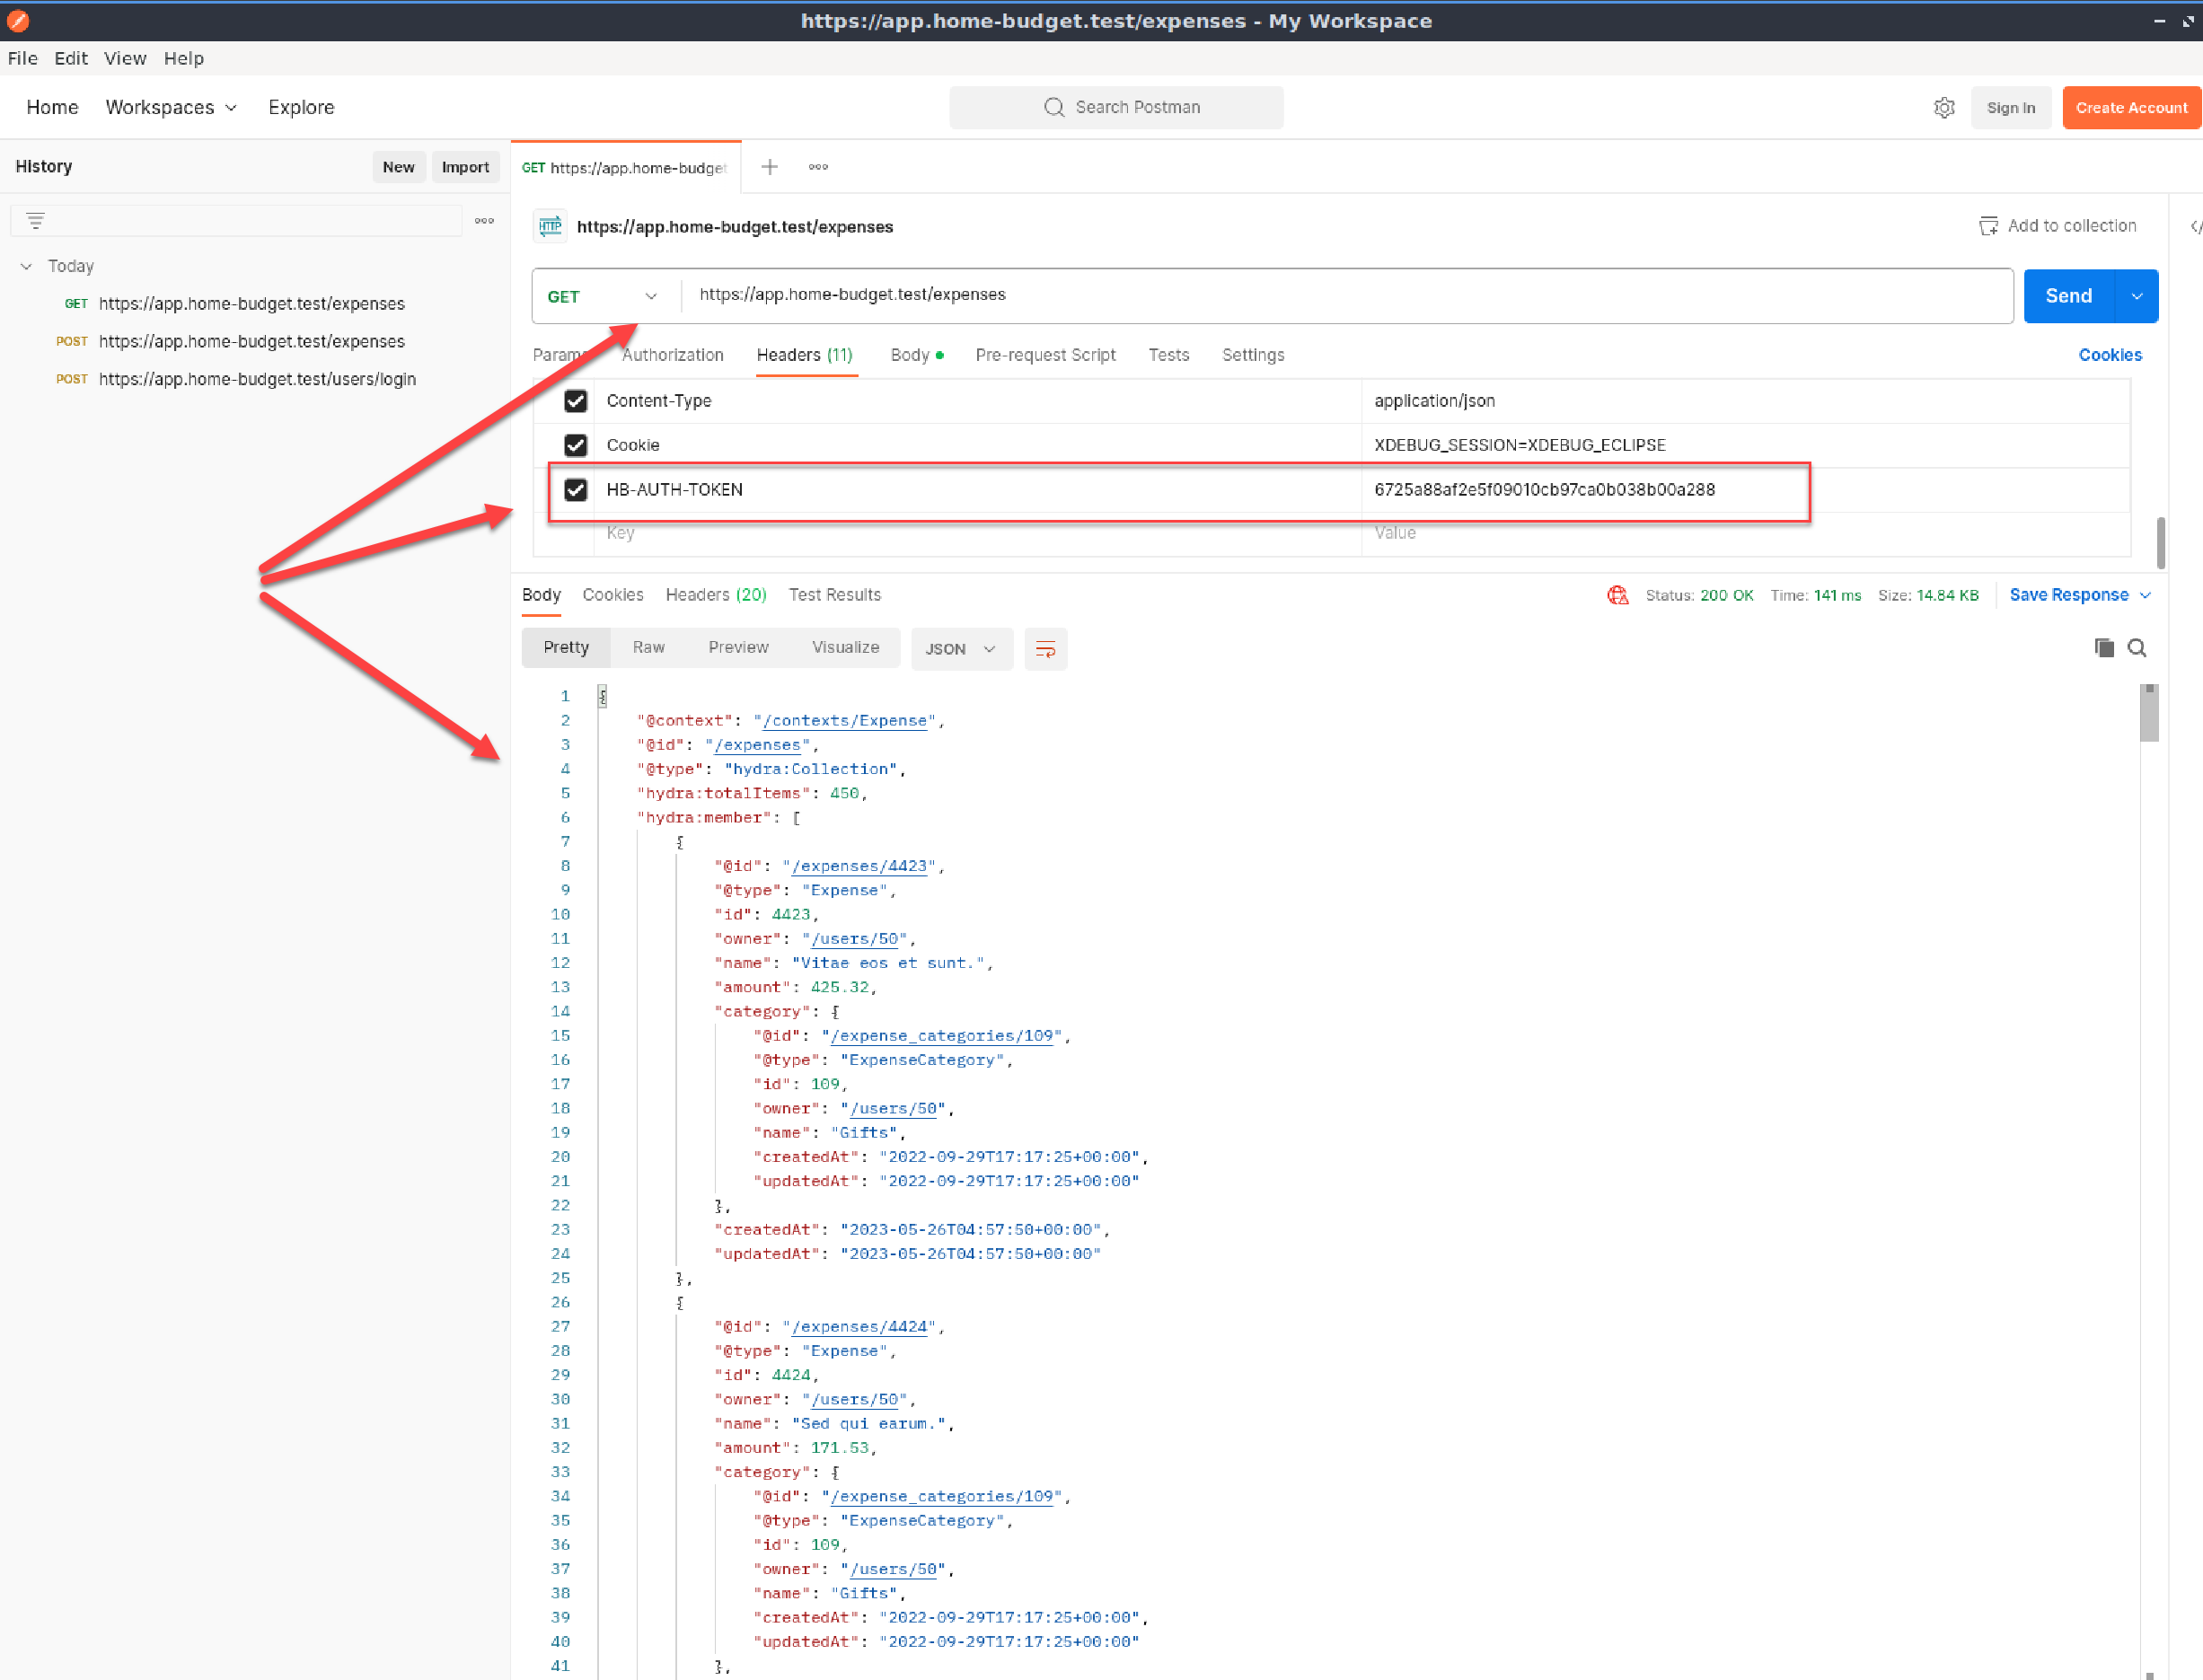 https://app.home-budget.test/expenses - My Workspace
File Edit View Help
Home Workspaces Explore
Search Postman
Sign In
Create Account
History
New
Import
GET https://app.home-budget
Today
GET https://app.home-budget.test/expenses
POST https://app.home-budget.test/expenses
POST https://app.home-budget.test/users/login
HTTP https://app.home-budget.test/expenses
Add to collection
GET https://app.home-budget.test/expenses
Send
Params Authorization Headers (11) Body Pre-request Script Tests Settings
Cookies
Content-Type application/json
Cookie XDEBUG_SESSION=XDEBUG_ECLIPSE
HB-AUTH-TOKEN 6725a88af2e5f09010cb97ca0b038b00a288
Key Value
Body Cookies Headers (20) Test Results
Status: 200 OK Time: 141 ms Size: 14.84 KB Save Response
Pretty Raw Preview Visualize JSON
1 {
2 "@context": "/contexts/Expense",
3 "@id": "/expenses",
4 "@type": "hydra:Collection",
5 "hydra:totalItems": 450,
6 "hydra:member": [
7 {
8 "@id": "/expenses/4423",
9 "@type": "Expense",
10 "id": 4423,
11 "owner": "/users/50",
12 "name": "Vitae eos et sunt.",
13 "amount": 425.32,
14 "category": {
15 "@id": "/expense_categories/109",
16 "@type": "ExpenseCategory",
17 "id": 109,
18 "owner": "/users/50",
19 "name": "Gifts",
20 "createdAt": "2022-09-29T17:17:25+00:00",
21 "updatedAt": "2022-09-29T17:17:25+00:00"
22 },
23 "createdAt": "2023-05-26T04:57:50+00:00",
24 "updatedAt": "2023-05-26T04:57:50+00:00"
25 },
26 {
27 "@id": "/expenses/4424",
28 "@type": "Expense",
29 "id": 4424,
30 "owner": "/users/50",
31 "name": "Sed qui earum.",
32 "amount": 171.53,
33 "category": {
34 "@id": "/expense_categories/109",
35 "@type": "ExpenseCategory",
36 "id": 109,
37 "owner": "/users/50",
38 "name": "Gifts",
39 "createdAt": "2022-09-29T17:17:25+00:00",
40 "updatedAt": "2022-09-29T17:17:25+00:00"
41 },